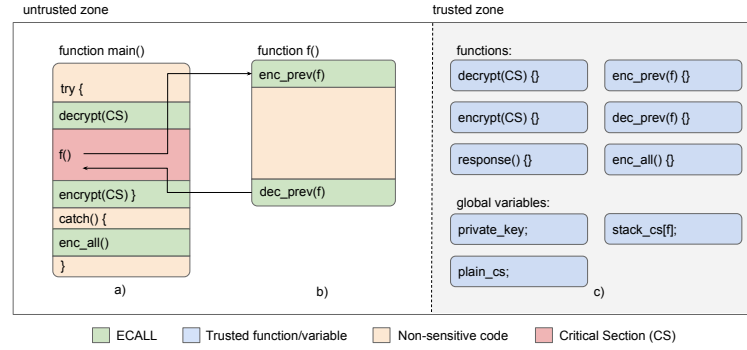 untrusted zone
trusted zone
function main()
try {
decrypt(CS)
f()
encrypt(CS) }
catch() {
enc_all()
}
a)
function f()
enc_prev(f)
dec_prev(f)
b)
functions:
decrypt(CS) {}
enc_prev(f) {}
encrypt(CS) {}
dec_prev(f) {}
response() {}
enc_all() {}
global variables:
private_key;
stack_cs[f];
plain_cs;
c)
ECALL
Trusted function/variable
Non-sensitive code
Critical Section (CS)